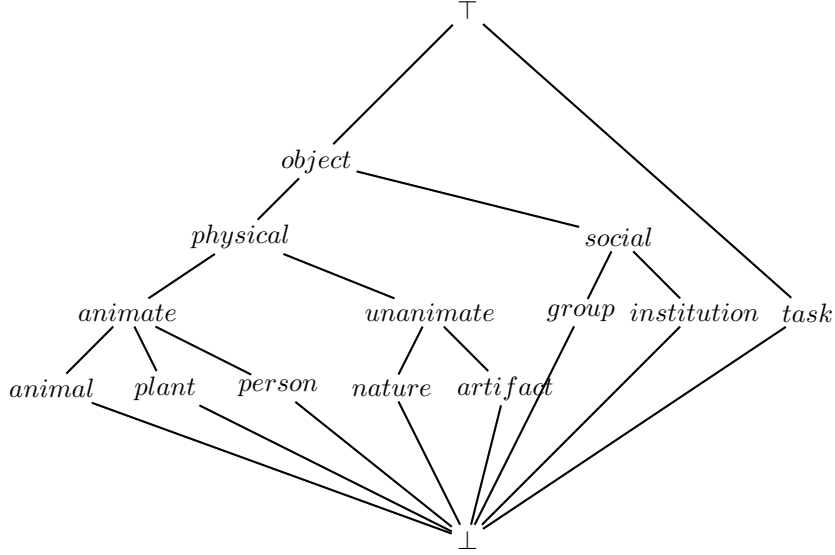 ⊤
object
physical
social
animate
unanimate
group
institution
task
animal
plant
person
nature
artifact
⊥